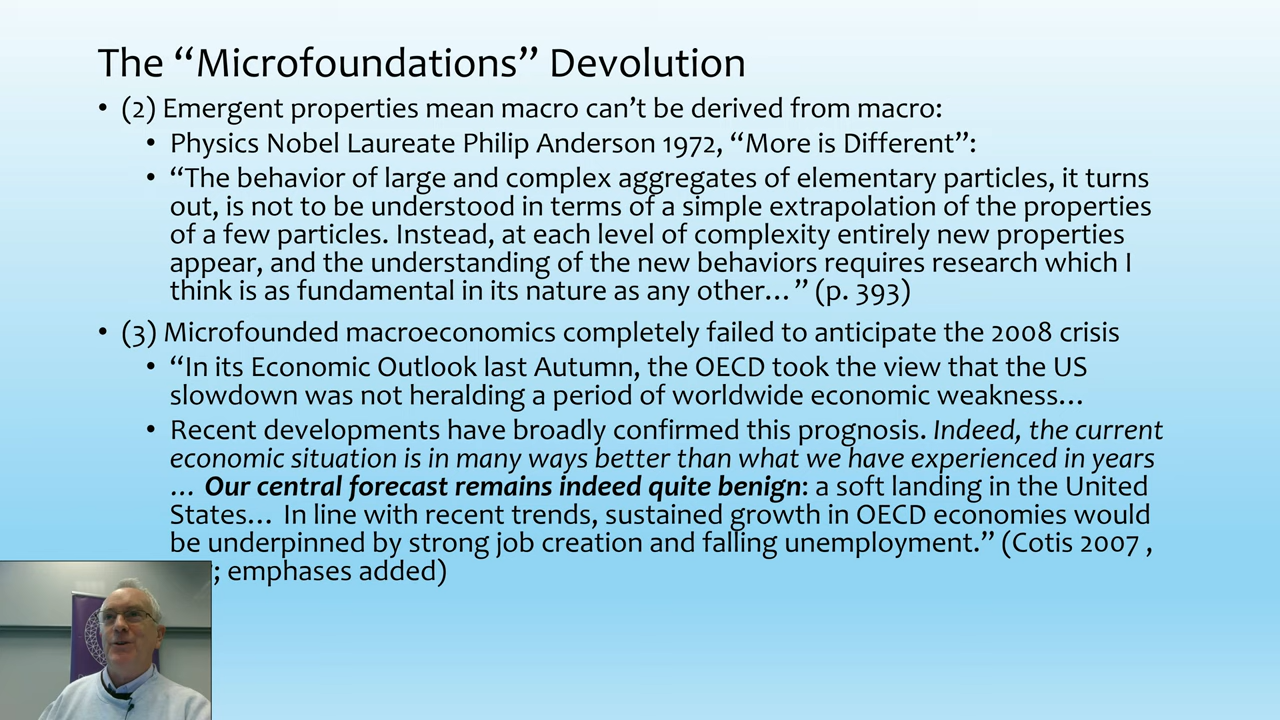 The “Microfoundations” Devolution
• (2) Emergent properties mean macro can’t be derived from macro:
• Physics Nobel Laureate Philip Anderson 1972, “More is Different”:
• “The behavior of large and complex aggregates of elementary particles, it turns
out, is not to be understood in terms of a simple extrapolation of the properties
of a few particles. Instead, at each level of complexity entirely new properties
appear, and the understanding of the new behaviors requires research which I
think is as fundamental in its nature as any other…” (p. 393)
• (3) Microfounded macroeconomics completely failed to anticipate the 2008 crisis
• “In its Economic Outlook last Autumn, the OECD took the view that the US
slowdown was not heralding a period of worldwide economic weakness…
• Recent developments have broadly confirmed this prognosis. Indeed, the current
economic situation is in many ways better than what we have experienced in years
… Our central forecast remains indeed quite benign: a soft landing in the United
States… In line with recent trends, sustained growth in OECD economies would
be underpinned by strong job creation and falling unemployment.” (Cotis 2007 ,
; emphases added)